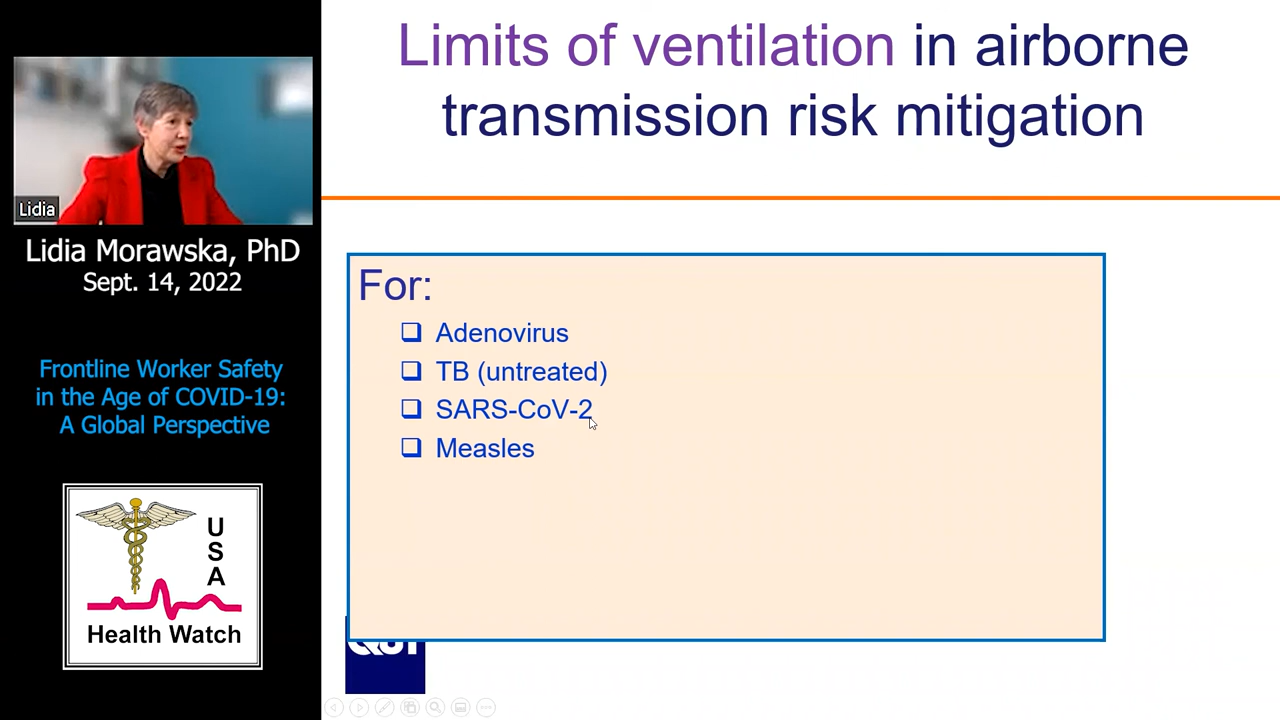 Limits of ventilation in airborne
transmission risk mitigation
Lidia
Lidia Morawska, PhD
Sept. 14, 2022
Frontline Worker Safety
in the Age of COVID-19:
A Global Perspective
U
S
A
Health Watch
For:
Adenovirus
TB (untreated)
SARS-CoV-2
Measles